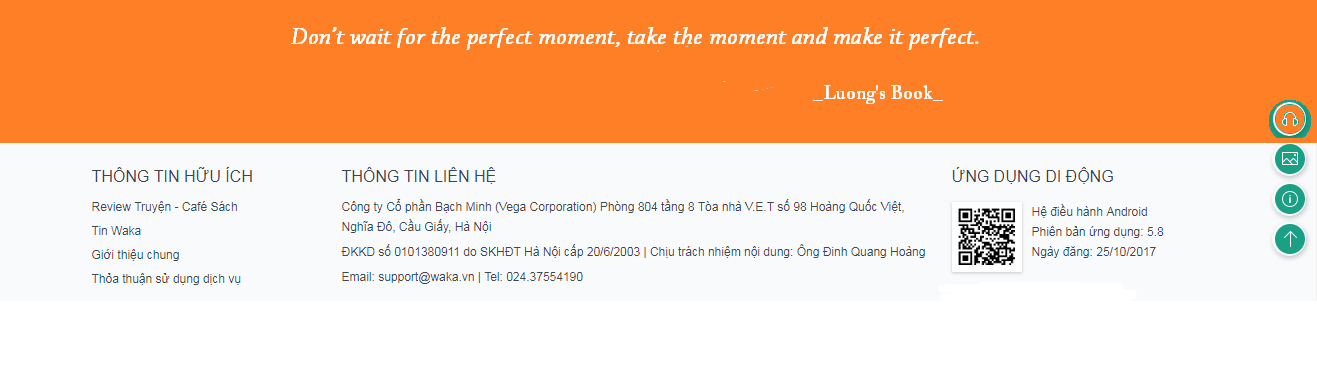 Don't wait for the perfect moment, take the moment and make it perfect.
_Luong's Book_
THÔNG TIN HỮU ÍCH
Review Truyện - Café Sách
Tin Waka
Giới thiệu chung
Thỏa thuận sử dụng dịch vụ
THÔNG TIN LIÊN HỆ
Công ty Cổ phần Bạch Minh (Vega Corporation) Phòng 804 tầng 8 Tòa nhà V.E.T số 98 Hoàng Quốc Việt,
Nghĩa Đô, Cầu Giấy, Hà Nội
ĐKKD số 0101380911 do SKHĐT Hà Nội cấp 20/6/2003 | Chịu trách nhiệm nội dung: Ông Đinh Quang Hoàng
Email: support@waka.vn | Tel: 024.37554190
ỨNG DỤNG DI ĐỘNG
Hệ điều hành Android
Phiên bản ứng dụng: 5.8
Ngày đăng: 25/10/2017